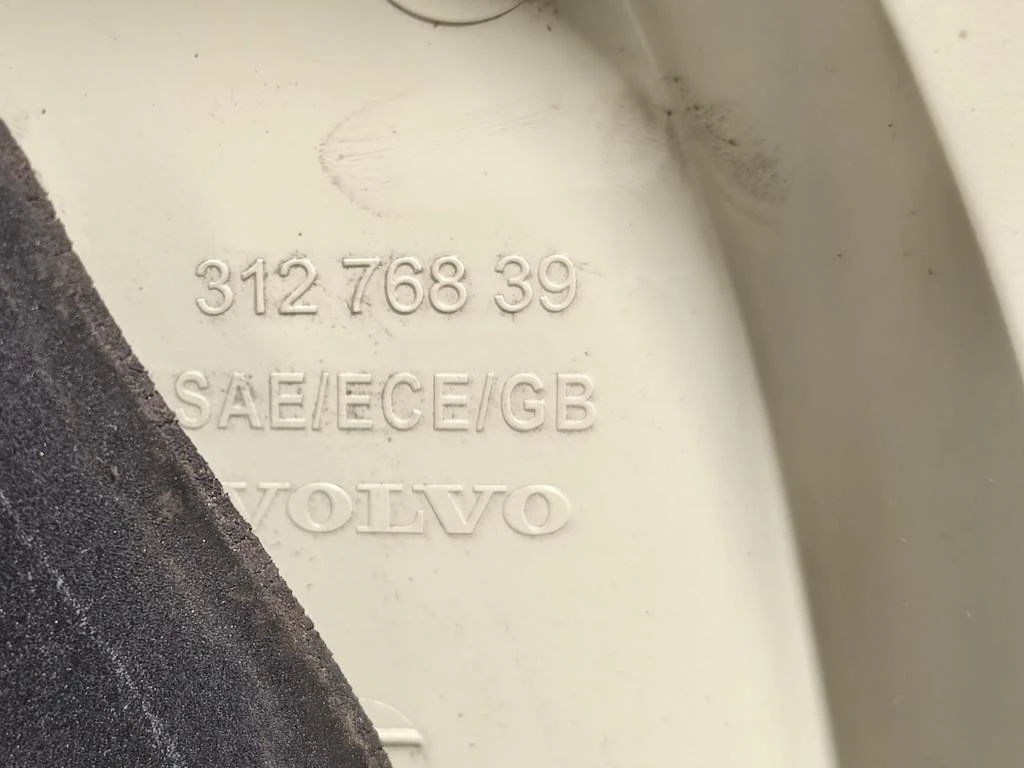 312 768 39
SAE/ECE/GB
VOLVO